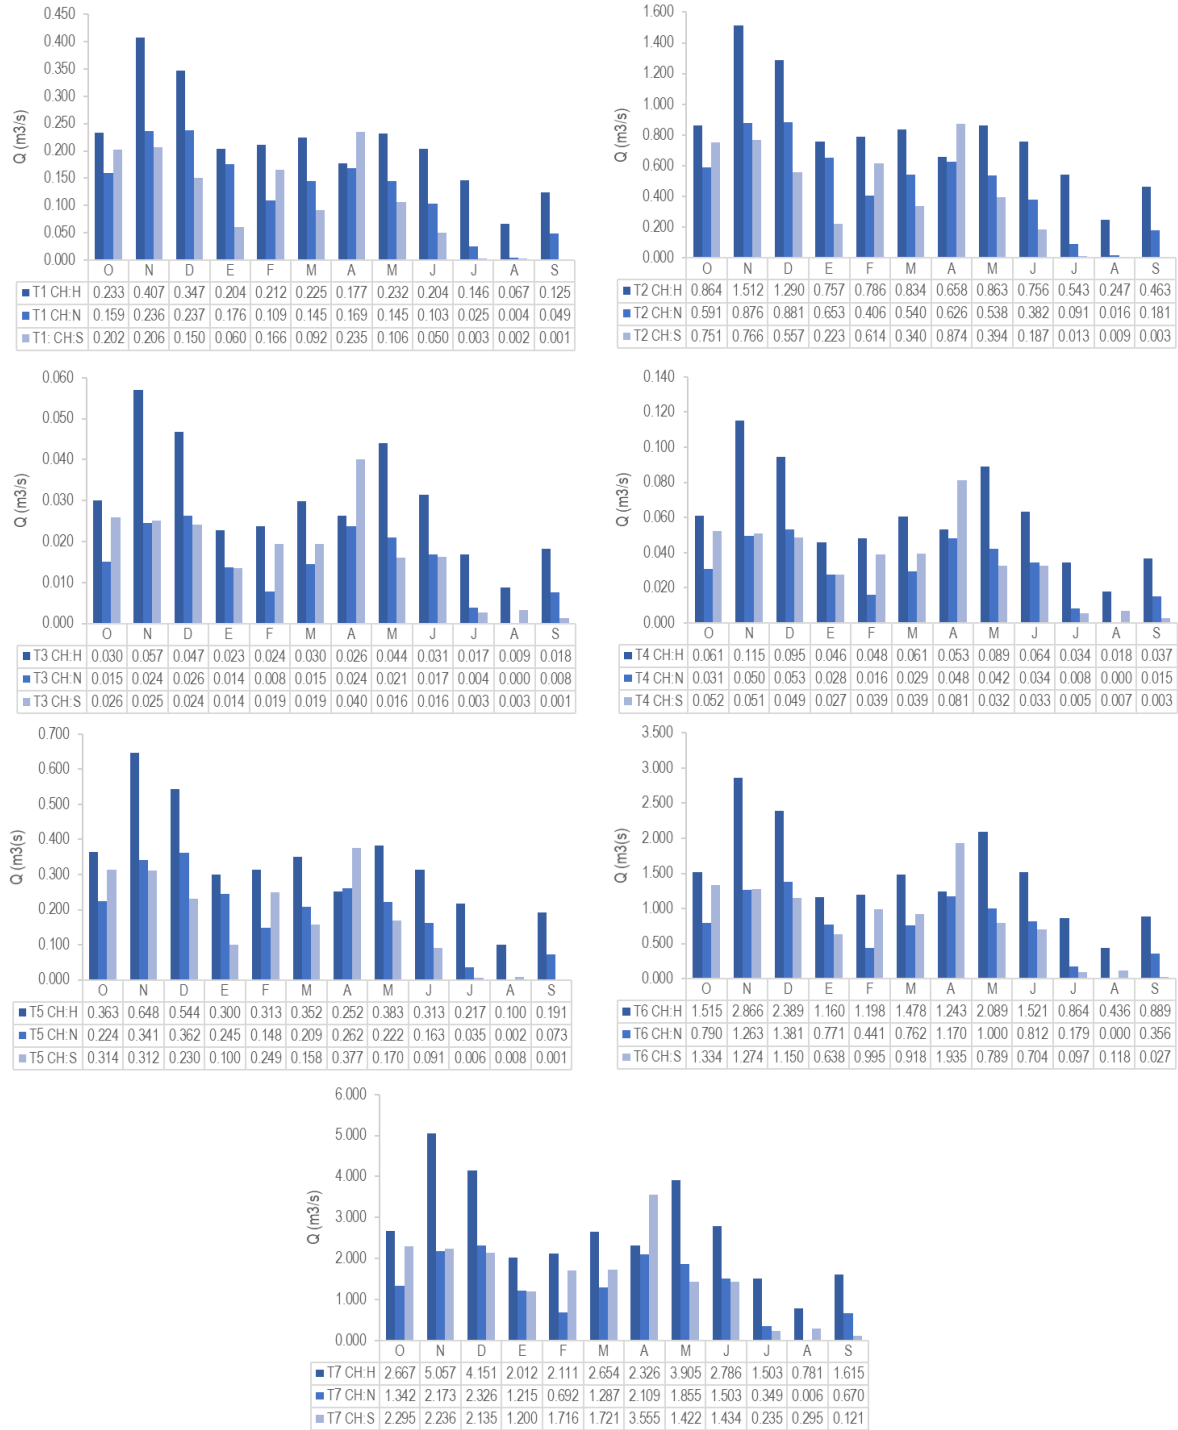 0.450
0.400
0.350
0.300
0.250
0.200
0.150
0.100
0.050
0.000
Q (m3/s)
O N D E F M A M J J A S
T1 CH:H 0.233 0.407 0.347 0.204 0.212 0.225 0.177 0.232 0.204 0.146 0.067 0.125
T1 CH:N 0.159 0.236 0.237 0.176 0.109 0.145 0.169 0.145 0.103 0.025 0.004 0.049
T1: CH:S 0.202 0.206 0.150 0.060 0.166 0.092 0.235 0.106 0.050 0.003 0.002 0.001
1.600
1.400
1.200
1.000
0.800
0.600
0.400
0.200
0.000
Q (m3/s)
O N D E F M A M J J A S
T2 CH:H 0.864 1.512 1.290 0.757 0.786 0.834 0.658 0.863 0.756 0.543 0.247 0.463
T2 CH:N 0.591 0.876 0.881 0.653 0.406 0.540 0.626 0.538 0.382 0.091 0.016 0.181
T2 CH:S 0.751 0.766 0.557 0.223 0.614 0.340 0.874 0.394 0.187 0.013 0.009 0.003
0.060
0.050
0.040
0.030
0.020
0.010
0.000
Q (m3/s)
O N D E F M A M J J A S
T3 CH:H 0.030 0.057 0.047 0.023 0.024 0.030 0.026 0.044 0.031 0.017 0.009 0.018
T3 CH:N 0.015 0.024 0.026 0.014 0.008 0.015 0.024 0.021 0.017 0.004 0.000 0.008
T3 CH:S 0.026 0.025 0.024 0.014 0.019 0.019 0.040 0.016 0.016 0.003 0.003 0.001
0.140
0.120
0.100
0.080
0.060
0.040
0.020
0.000
Q (m3/s)
O N D E F M A M J J A S
T4 CH:H 0.061 0.115 0.095 0.046 0.048 0.061 0.053 0.089 0.064 0.034 0.018 0.037
T4 CH:N 0.031 0.050 0.053 0.028 0.016 0.029 0.048 0.042 0.034 0.008 0.000 0.015
T4 CH:S 0.052 0.051 0.049 0.027 0.039 0.039 0.081 0.032 0.033 0.005 0.007 0.003
0.700
0.600
0.500
0.400
0.300
0.200
0.100
0.000
Q (m3(s)
O N D E F M A M J J A S
T5 CH:H 0.363 0.648 0.544 0.300 0.313 0.352 0.252 0.383 0.313 0.217 0.100 0.191
T5 CH:N 0.224 0.341 0.362 0.245 0.148 0.209 0.262 0.222 0.163 0.035 0.002 0.073
T5 CH:S 0.314 0.312 0.230 0.100 0.249 0.158 0.377 0.170 0.091 0.006 0.008 0.001
3.500
3.000
2.500
2.000
1.500
1.000
0.500
0.000
Q (m3(s)
O N D E F M A M J J A S
T6 CH:H 1.515 2.866 2.389 1.160 1.198 1.478 1.243 2.089 1.521 0.864 0.436 0.889
T6 CH:N 0.790 1.263 1.381 0.771 0.441 0.762 1.170 1.000 0.812 0.179 0.000 0.356
T6 CH:S 1.334 1.274 1.150 0.638 0.995 0.918 1.935 0.789 0.704 0.097 0.118 0.027
6.000
5.000
4.000
3.000
2.000
1.000
0.000
Q (m3/s)
O N D E F M A M J J A S
T7 CH:H 2.667 5.057 4.151 2.012 2.111 2.654 2.326 3.905 2.786 1.503 0.781 1.615
T7 CH:N 1.342 2.173 2.326 1.215 0.692 1.287 2.109 1.855 1.503 0.349 0.006 0.670
T7 CH:S 2.295 2.236 2.135 1.200 1.716 1.721 3.555 1.422 1.434 0.235 0.295 0.121